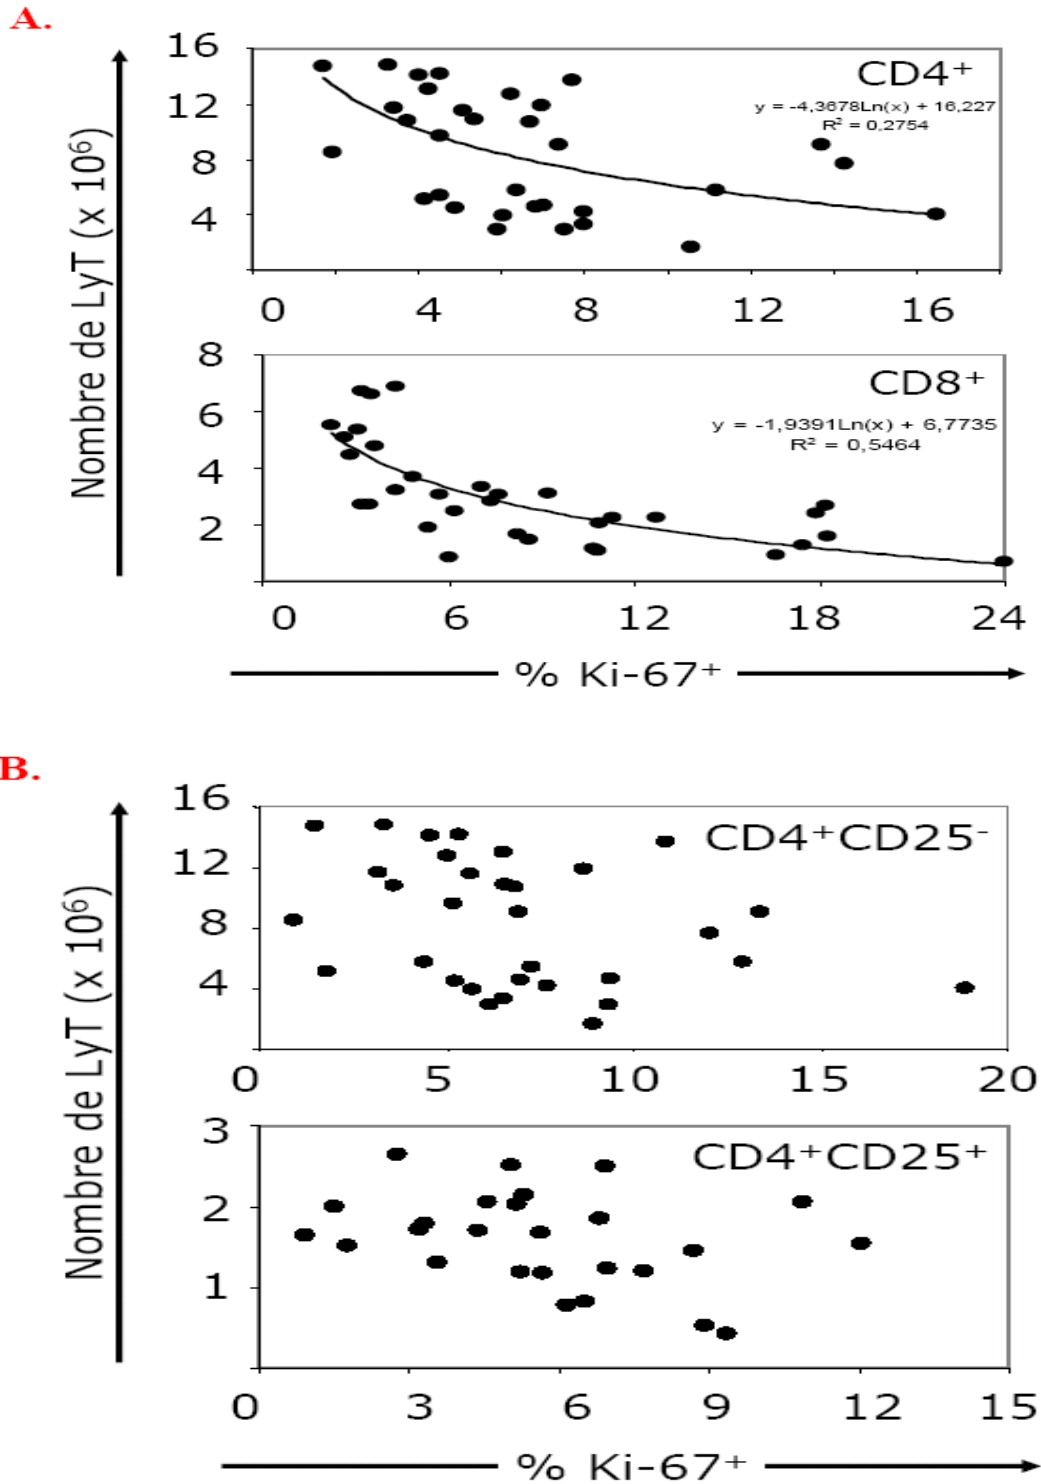 A.
Nombre de LyT (x 10⁶)
16
12
8
4
CD4⁺
y = -4,3678Ln(x) + 16,227
R² = 0,2754
0 4 8 12 16
8
6
4
2
CD8⁺
y = -1,9391Ln(x) + 6,7735
R² = 0,5464
0 6 12 18 24
% Ki-67⁺
B.
Nombre de LyT (x 10⁶)
16
12
8
4
CD4⁺CD25⁻
0 5 10 15 20
3
2
1
CD4⁺CD25⁺
0 3 6 9 12 15
% Ki-67⁺